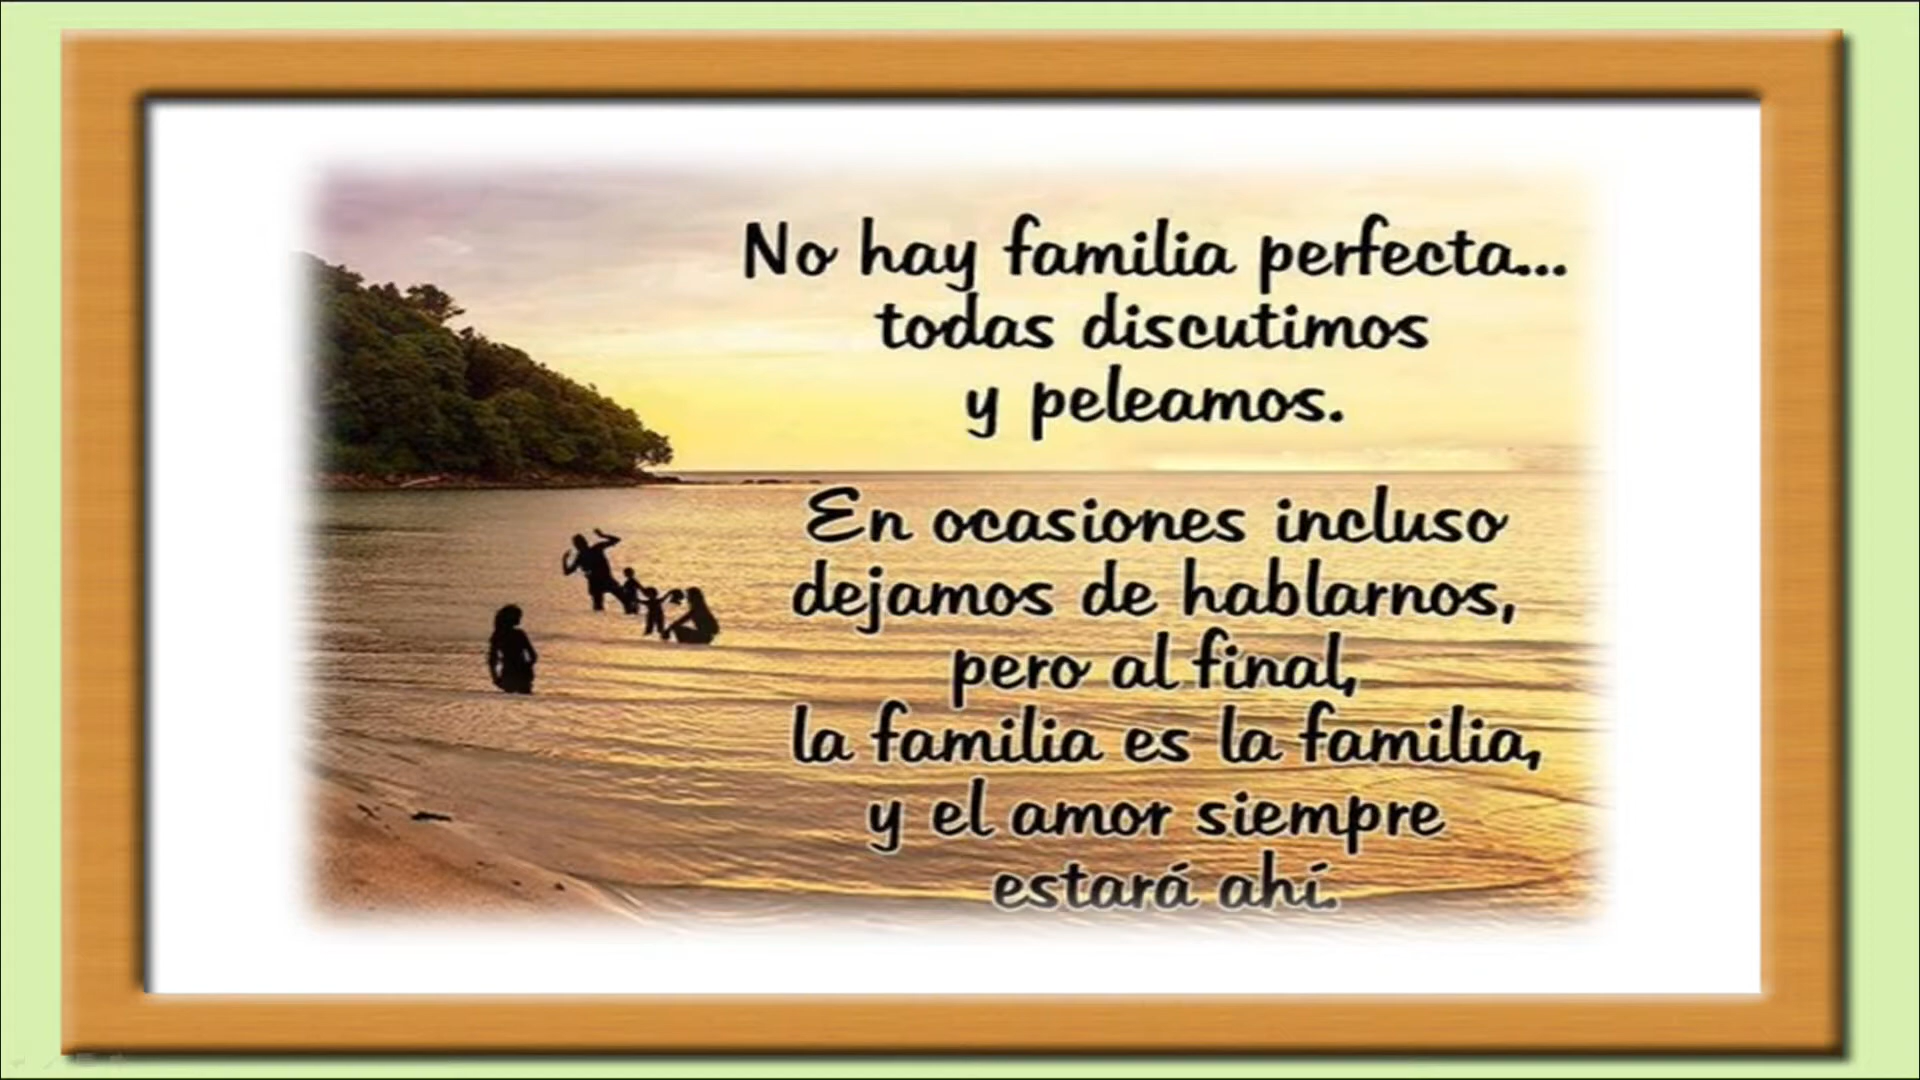 No hay familia perfecta...
todas discutimos
y peleamos.
En ocasiones incluso
dejamos de hablarnos,
pero al final,
la familia es la familia,
y el amor siempre
estará ahí.